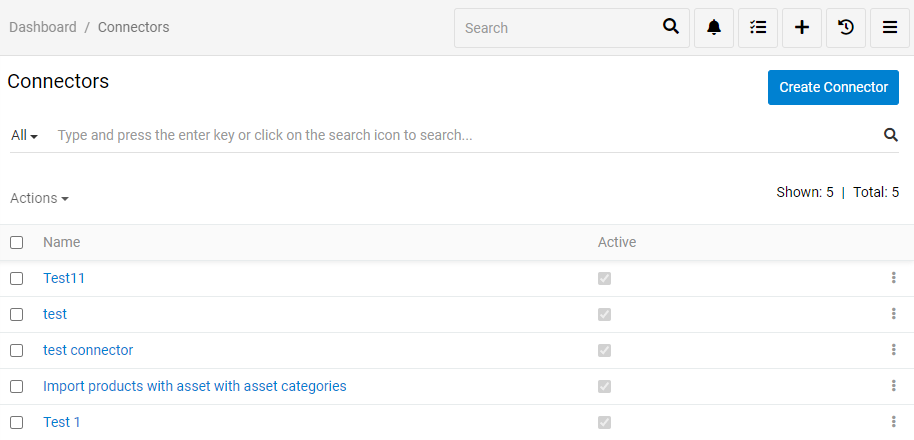 Dashboard / Connectors Search
Connectors Create Connector
All Type and press the enter key or click on the search icon to search...
Actions Shown: 5 | Total: 5
Name Active
Test11
test
test connector
Import products with asset with asset categories
Test 1